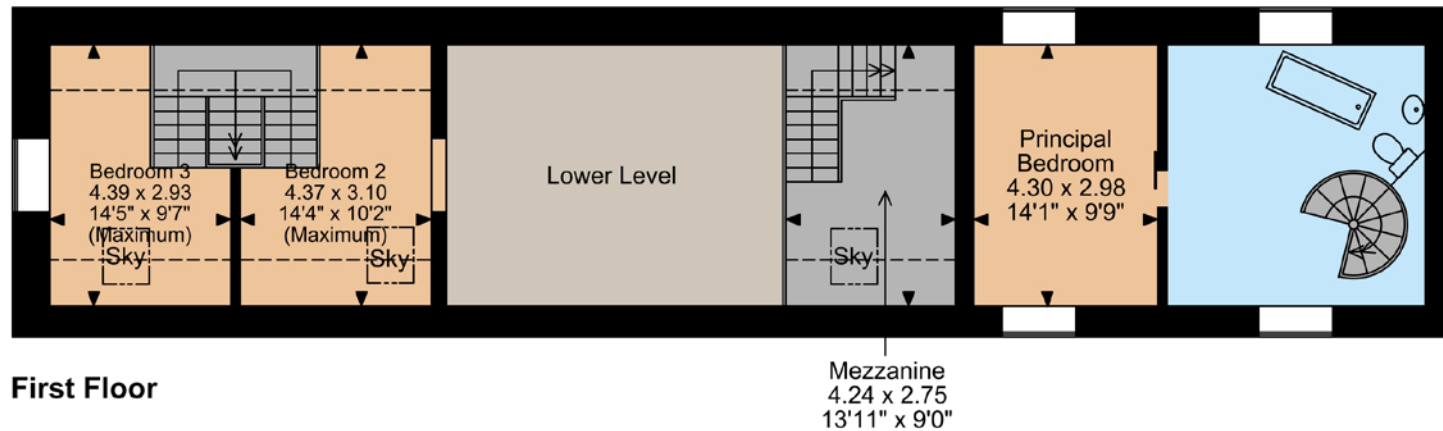 Bedroom 3
4.39 x 2.93
14'5" x 9'7"
(Maximum)
Sky
Bedroom 2
4.37 x 3.10
14'4" x 10'2"
(Maximum)
Sky
Lower Level
Sky
Principal
Bedroom
4.30 x 2.98
14'1" x 9'9"
Mezzanine
4.24 x 2.75
13'11" x 9'0"
First Floor